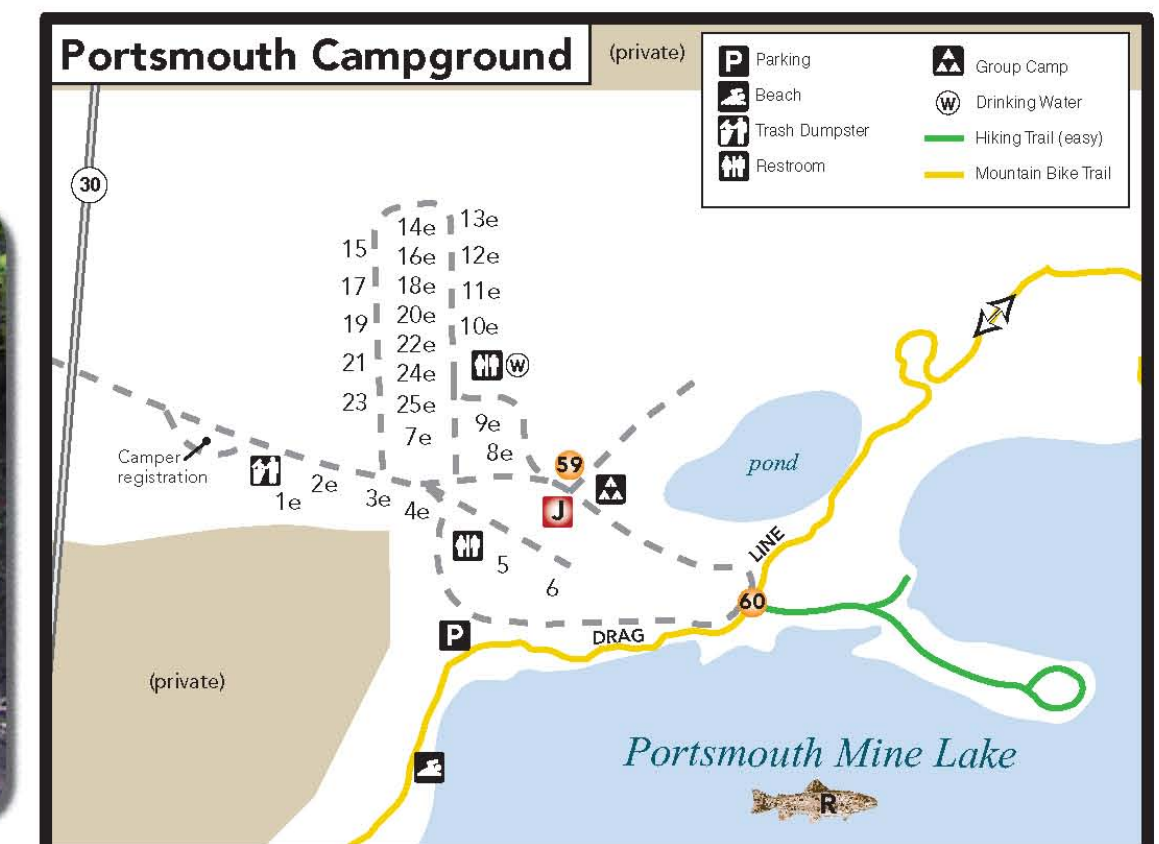 Portsmouth Campground
(private)
P Parking
Beach
Trash Dumpster
Restroom
Group Camp
W Drinking Water
Hiking Trail (easy)
Mountain Bike Trail
30
15
17
19
21
23
14e
16e
18e
20e
22e
24e
25e
7e
13e
12e
11e
10e
W
9e
8e
Camper
registration
1e
2e
3e
4e
5
6
59
J
pond
LINE
60
DRAG
P
(private)
Portsmouth Mine Lake
R